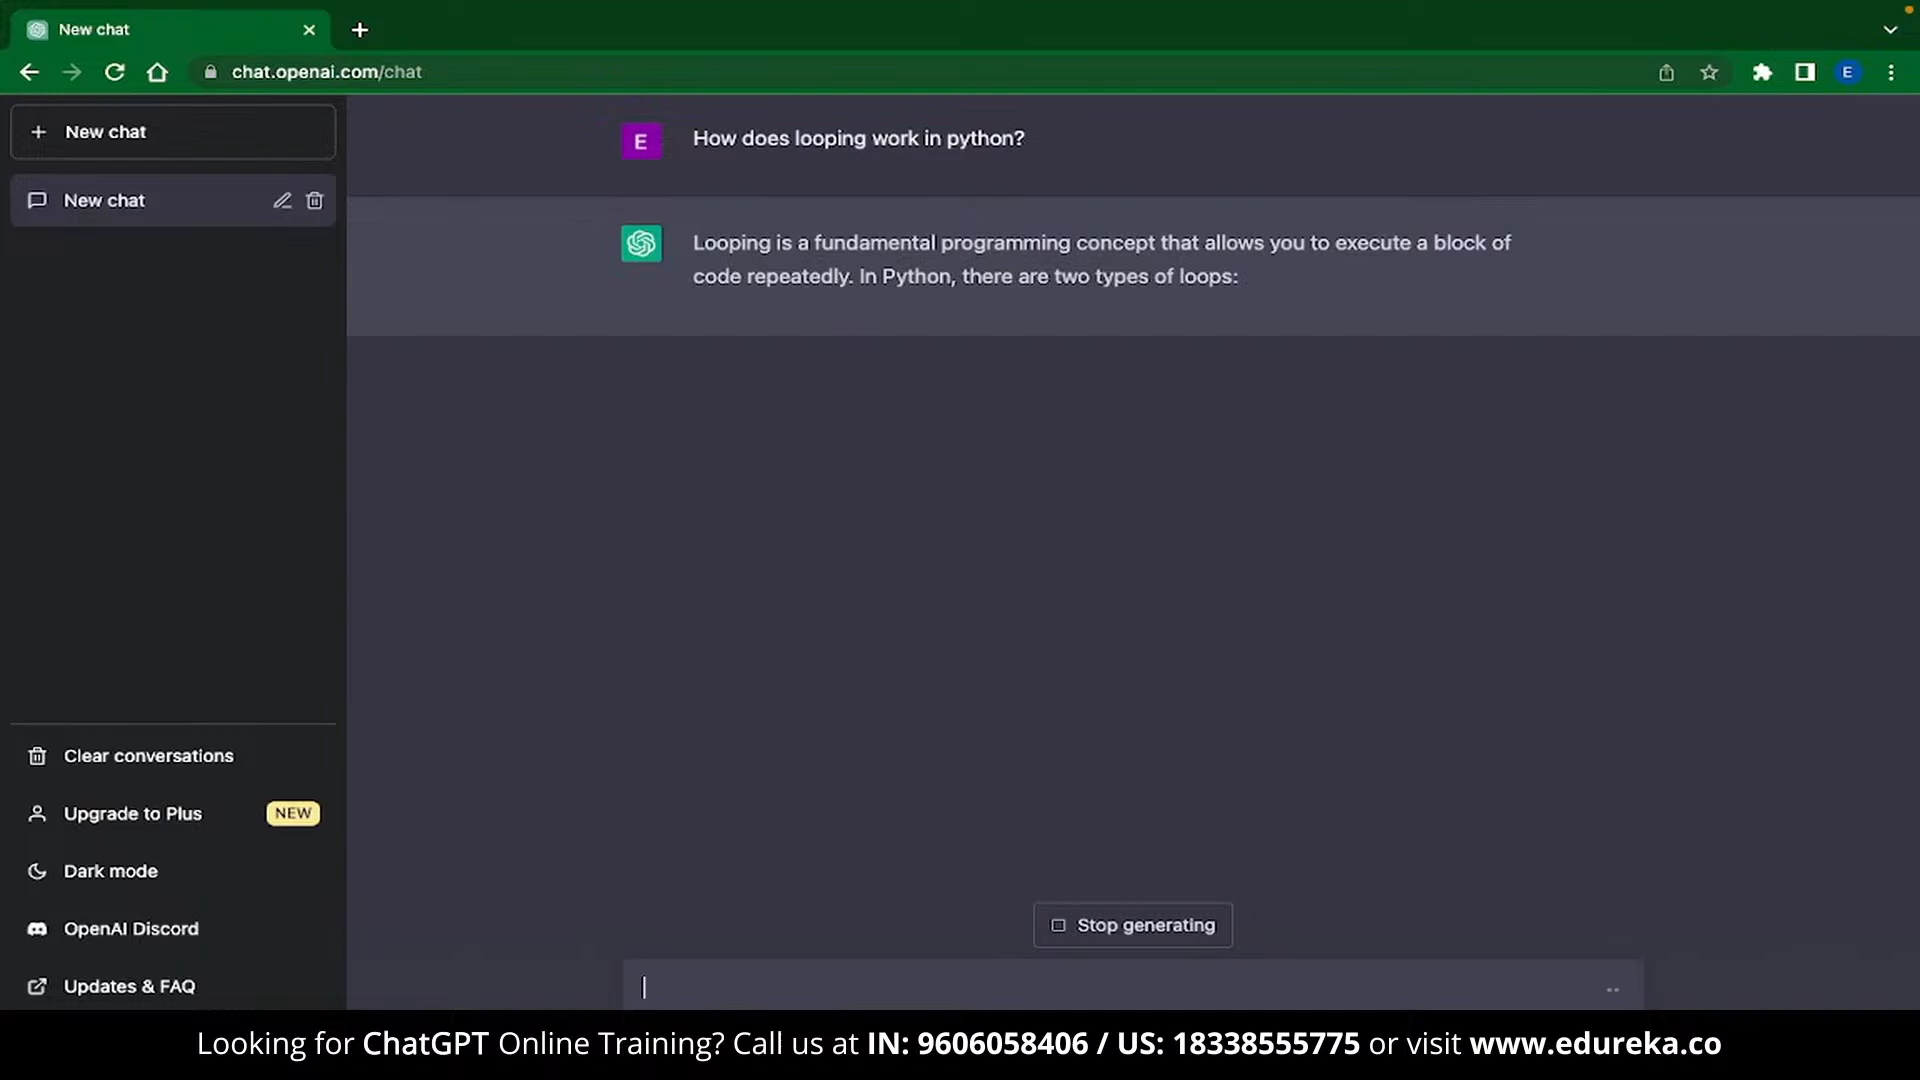 New chat
chat.openai.com/chat
E
New chat
New chat
E
How does looping work in python?
Looping is a fundamental programming concept that allows you to execute a block of
code repeatedly. In Python, there are two types of loops:
Clear conversations
Upgrade to Plus
NEW
Dark mode
OpenAI Discord
Updates & FAQ
Stop generating
Looking for ChatGPT Online Training? Call us at IN: 9606058406 / US: 18338555775 or visit www.edureka.co